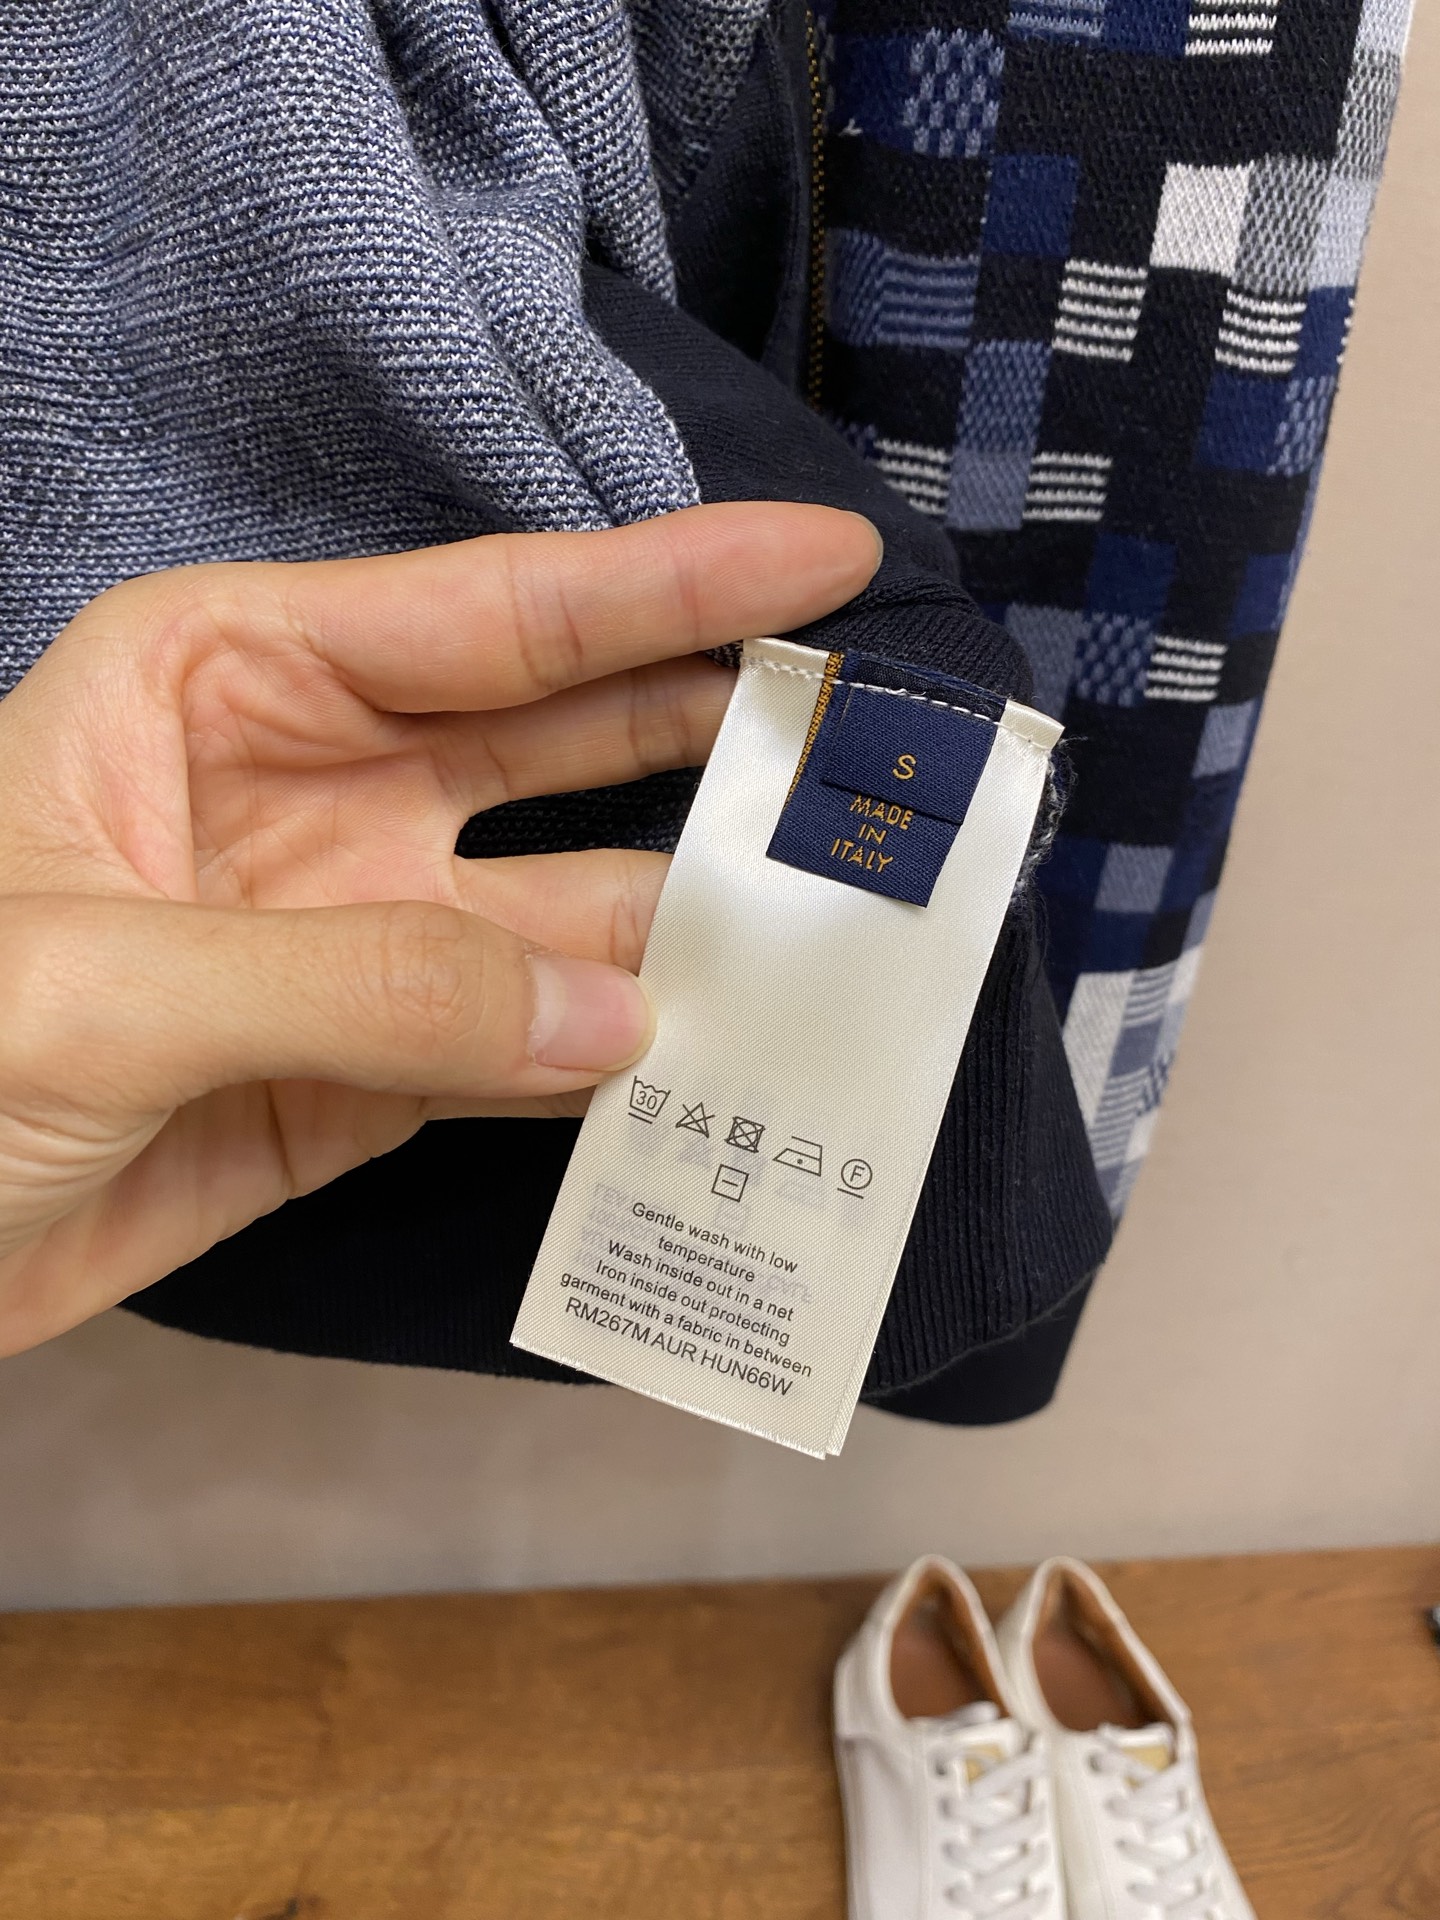 S
MADE
IN
ITALY
30
F
Gentle wash with low
temperature
Wash inside out in a net
Iron inside out protecting
garment with a fabric in between
RM267M AUR HUN66W